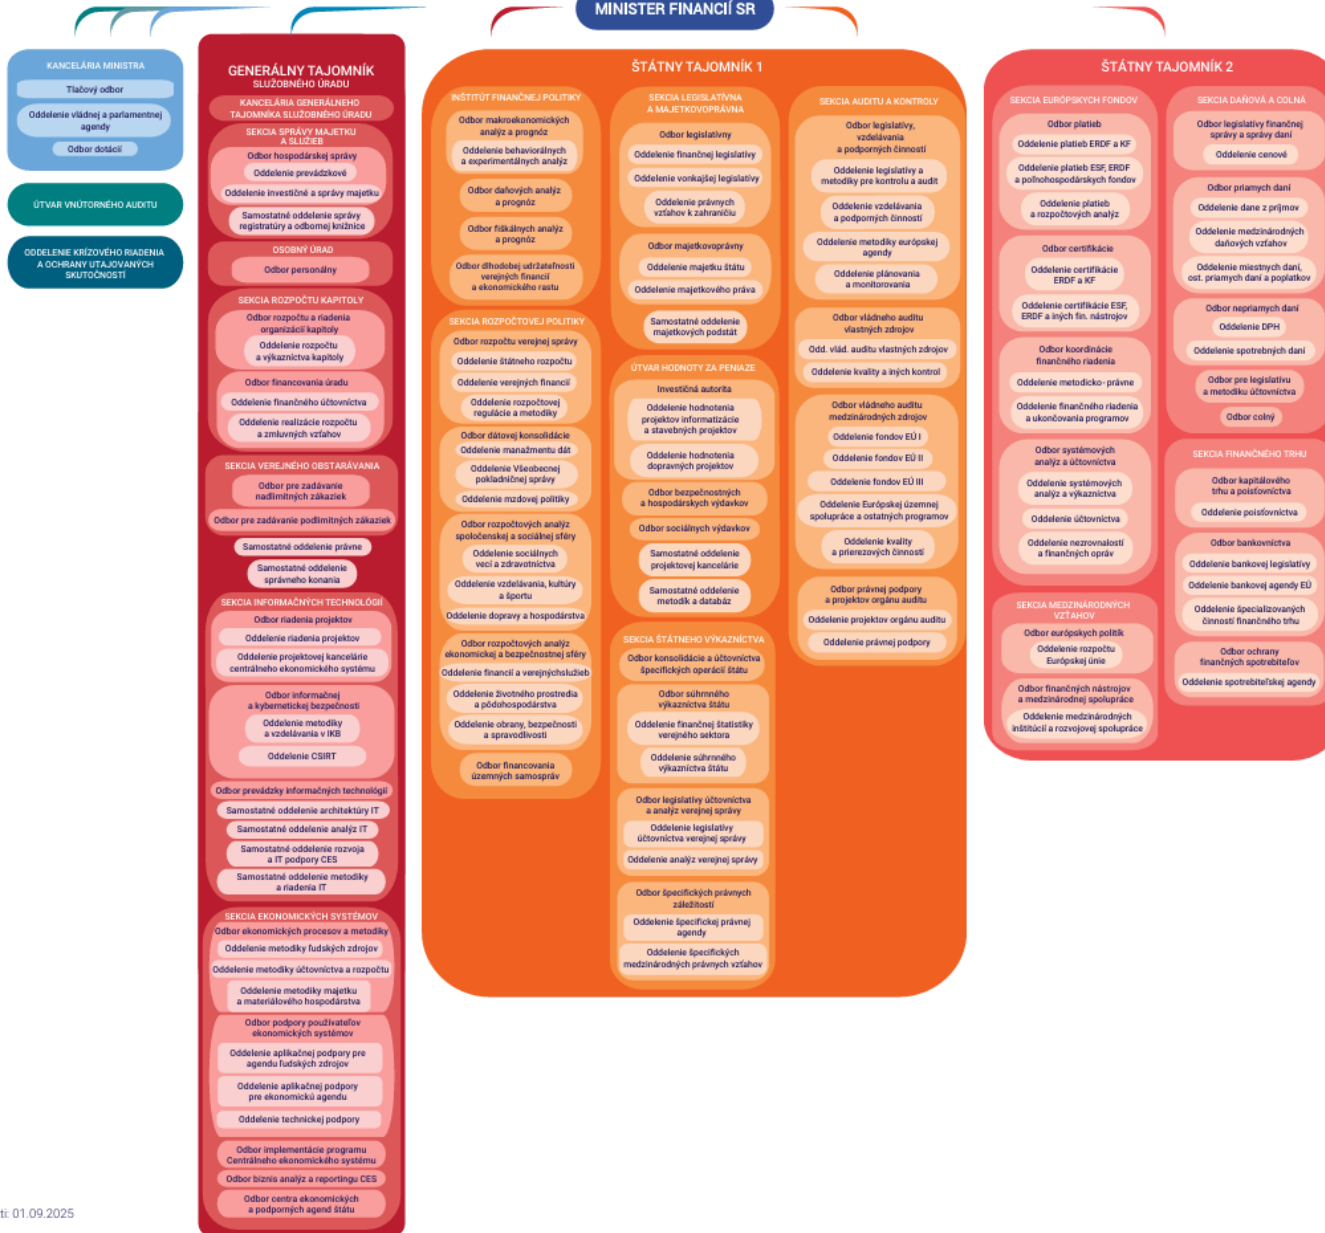 MINISTER FINANCIÍ SR
KANCELÁRIA MINISTRA
Tlačový odbor
Oddelenie vládnej a parlamentnej
agendy
Odbor dotácií
ÚTVAR VNÚTORNÉHO AUDITU
ODDELENIE KRÍZOVÉHO RIADENIA
A OCHRANY UTAJOVANÝCH
SKUTOČNOSTÍ
GENERÁLNY TAJOMNÍK
SLUŽOBNÉHO ÚRADU
KANCELÁRIA GENERÁLNEHO
TAJOMNÍKA SLUŽOBNÉHO ÚRADU
SEKCIA SPRÁVY MAJETKU
A SLUŽIEB
Odbor hospodárskej správy
Oddelenie prevádzkové
Oddelenie investičné a správy majetku
Samostatné oddelenie správy
registratúry a odbornej knižnice
OSOBNÝ ÚRAD
Odbor personálny
SEKCIA ROZPOČTU KAPITOLY
Odbor rozpočtu a riadenia
organizácií kapitoly
Oddelenie rozpočtu
a výkazníctva kapitoly
Odbor financovania úradu
Oddelenie finančného účtovníctva
Oddelenie realizácie rozpočtu
a zmluvných vzťahov
SEKCIA VEREJNÉHO OBSTARÁVANIA
Odbor pre zadávanie
nadlimitných zákaziek
Odbor pre zadávanie podlimitných zákaziek
Samostatné oddelenie právne
Samostatné oddelenie
správneho konania
SEKCIA INFORMAČNÝCH TECHNOLÓGIÍ
Odbor riadenia projektov
Oddelenie riadenia projektov
Oddelenie projektovej kancelárie
centrálneho ekonomického systému
Odbor informačnej
a kybernetickej bezpečnosti
Oddelenie metodiky
a vzdelávania v IKB
Oddelenie CSIRT
Odbor prevádzky informačných technológií
Samostatné oddelenie architektúry IT
Samostatné oddelenie analýz IT
Samostatné oddelenie rozvoja
a IT podpory CES
Samostatné oddelenie metodiky
a riadenia IT
SEKCIA EKONOMICKÝCH SYSTÉMOV
Odbor ekonomických procesov a metodiky
Oddelenie metodiky ľudských zdrojov
Oddelenie metodiky účtovníctva a rozpočtu
Oddelenie metodiky majetku
a materiálového hospodárstva
Odbor podpory používateľov
ekonomických systémov
Oddelenie aplikačnej podpory pre
agendu ľudských zdrojov
Oddelenie aplikačnej podpory
pre ekonomickú agendu
Oddelenie technickej podpory
Odbor implementácie programu
Centrálneho ekonomického systému
Odbor biznis analýz a reportingu CES
Odbor centra ekonomických
a podporných agend štátu
ŠTÁTNY TAJOMNÍK 1
INŠTITÚT FINANČNEJ POLITIKY
Odbor makroekonomických
analýz a prognóz
Oddelenie behaviorálnych
a experimentálnych analýz
Odbor daňových analýz
a prognóz
Odbor fiškálnych analýz
a prognóz
Odbor dlhodobej udržateľnosti
verejných financií
a ekonomického rastu
SEKCIA ROZPOČTOVEJ POLITIKY
Odbor rozpočtu verejnej správy
Oddelenie štátneho rozpočtu
Oddelenie verejných financií
Oddelenie rozpočtovej
regulácie a metodiky
Odbor dátovej konsolidácie
Oddelenie manažmentu dát
Oddelenie Všeobecnej
pokladničnej správy
Oddelenie mzdovej politiky
Odbor rozpočtových analýz
spoločenskej a sociálnej sféry
Oddelenie sociálnych
vecí a zdravotníctva
Oddelenie vzdelávania, kultúry
a športu
Oddelenie dopravy a hospodárstva
Odbor rozpočtových analýz
ekonomickej a bezpečnostnej sféry
Oddelenie financií a verejnýchslužieb
Oddelenie životného prostredia
a pôdohospodárstva
Oddelenie obrany, bezpečnosti
a spravodlivosti
Odbor financovania
územných samospráv
SEKCIA LEGISLATÍVNA
A MAJETKOVOPRÁVNA
Odbor legislatívny
Oddelenie finančnej legislatívy
Oddelenie vonkajšej legislatívy
Oddelenie právnych
vzťahov k zahraničiu
Odbor majetkovoprávny
Oddelenie majetku štátu
Oddelenie majetkového práva
Samostatné oddelenie
majetkových podstát
ÚTVAR HODNOTY ZA PENIAZE
Investičná autorita
Oddelenie hodnotenia
projektov informatizácie
a stavebných projektov
Oddelenie hodnotenia
dopravných projektov
Odbor bezpečnostných
a hospodárskych výdavkov
Odbor sociálnych výdavkov
Samostatné oddelenie
projektovej kancelárie
Samostatné oddelenie
metodík a databáz
SEKCIA ŠTÁTNEHO VÝKAZNÍCTVA
Odbor konsolidácie a účtovníctva
špecifických operácií štátu
Odbor súhrnného
výkazníctva štátu
Oddelenie finančnej štatistiky
verejného sektora
Oddelenie súhrnného
výkazníctva štátu
Odbor legislatívy účtovníctva
a analýz verejnej správy
Oddelenie legislatívy
účtovníctva verejnej správy
Oddelenie analýz verejnej správy
Odbor špecifických právnych
záležitostí
Oddelenie špecifickej právnej
agendy
Oddelenie špecifických
medzinárodných právnych vzťahov
SEKCIA AUDITU A KONTROLY
Odbor legislatívy,
vzdelávania
a podporných činností
Oddelenie legislatívy a
metodiky pre kontrolu a audit
Oddelenie vzdelávania
a podporných činností
Oddelenie metodiky európskej
agendy
Oddelenie plánovania
a monitorovania
Odbor vládneho auditu
vlastných zdrojov
Odd. vlád. auditu vlastných zdrojov
Oddelenie kvality a iných kontrol
Odbor vládneho auditu
medzinárodných zdrojov
Oddelenie fondov EÚ I
Oddelenie fondov EÚ II
Oddelenie fondov EÚ III
Oddelenie Európskej územnej
spolupráce a ostatných programov
Oddelenie kvality
a prierezových činností
Odbor právnej podpory
a projektov orgánu auditu
Oddelenie projektov orgánu auditu
Oddelenie právnej podpory
ŠTÁTNY TAJOMNÍK 2
SEKCIA EURÓPSKYCH FONDOV
Odbor platieb
Oddelenie platieb ERDF a KF
Oddelenie platieb ESF, ERDF
a poľnohospodárskych fondov
Oddelenie platieb
a rozpočtových analýz
Odbor certifikácie
Oddelenie certifikácie
ERDF a KF
Oddelenie certifikácie ESF,
ERDF a iných fin. nástrojov
Odbor koordinácie
finančného riadenia
Oddelenie metodicko- právne
Oddelenie finančného riadenia
a ukončovania programov
Odbor systémových
analýz a účtovníctva
Oddelenie systémových
analýz a výkazníctva
Oddelenie účtovníctva
Oddelenie nezrovnalostí
a finančných opráv
SEKCIA MEDZINÁRODNÝCH
VZŤAHOV
Odbor európskych politík
Oddelenie rozpočtu
Európskej únie
Odbor finančných nástrojov
a medzinárodnej spolupráce
Oddelenie medzinárodných
inštitúcií a rozvojovej spolupráce
SEKCIA DAŇOVÁ A COLNÁ
Odbor legislatívy finančnej
správy a správy daní
Oddelenie cenové
Odbor priamych daní
Oddelenie dane z príjmov
Oddelenie medzinárodných
daňových vzťahov
Oddelenie miestnych daní,
ost. priamych daní a poplatkov
Odbor nepriamych daní
Oddelenie DPH
Oddelenie spotrebných daní
Odbor pre legislatívu
a metodiku účtovníctva
Odbor colný
SEKCIA FINANČNÉHO TRHU
Odbor kapitálového
trhu a poisťovníctva
Oddelenie poisťovníctva
Odbor bankovníctva
Oddelenie bankovej legislatívy
Oddelenie bankovej agendy EÚ
Oddelenie špecializovaných
činností finančného trhu
Odbor ochrany
finančných spotrebiteľov
Oddelenie spotrebiteľskej agendy
ti: 01.09.2025